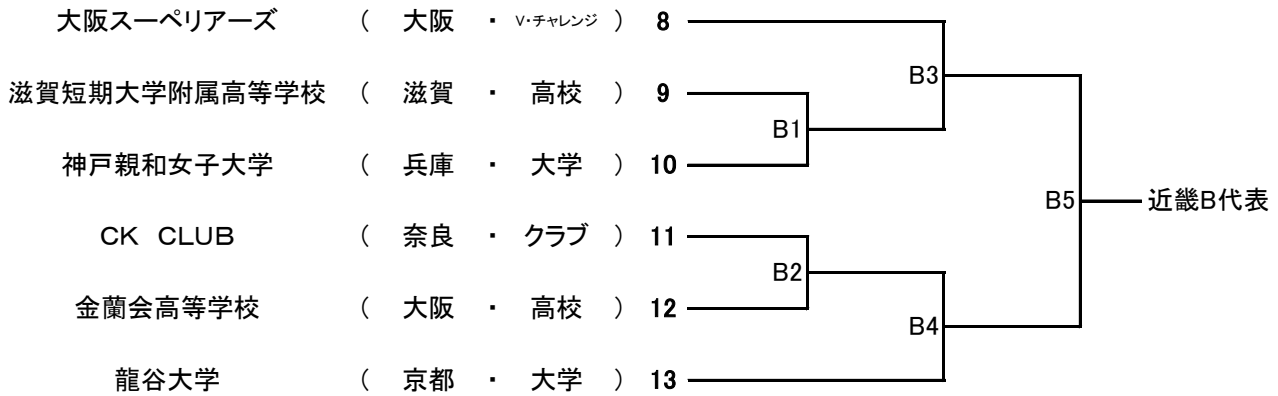 大阪スーペリアーズ ( 大阪 ・ V・チャレンジ ) 8
B3
滋賀短期大学附属高等学校 ( 滋賀 ・ 高校 ) 9
B1
神戸親和女子大学 ( 兵庫 ・ 大学 ) 10
B5 近畿B代表
CK CLUB ( 奈良 ・ クラブ ) 11
B2
金蘭会高等学校 ( 大阪 ・ 高校 ) 12
B4
龍谷大学 ( 京都 ・ 大学 ) 13